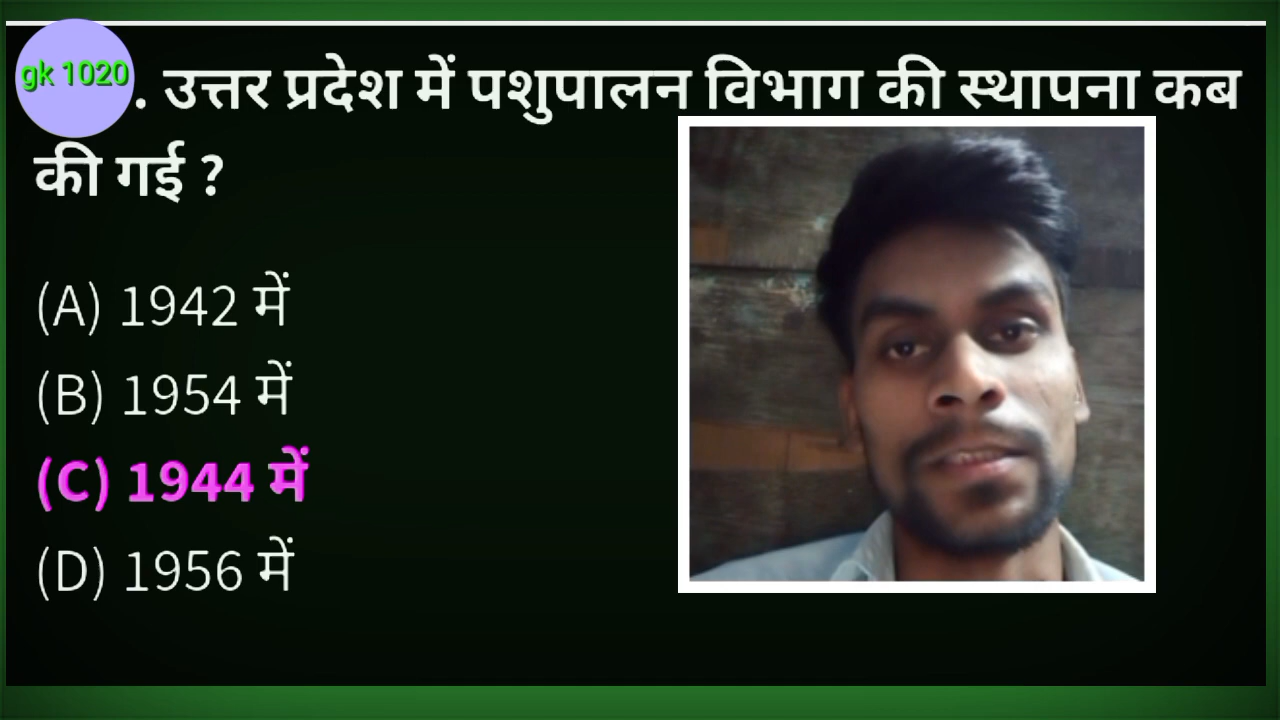 gk 1020
. उत्तर प्रदेश में पशुपालन विभाग की स्थापना कब
की गई ?
(A) 1942 में
(B) 1954 में
(C) 1944 में
(D) 1956 में